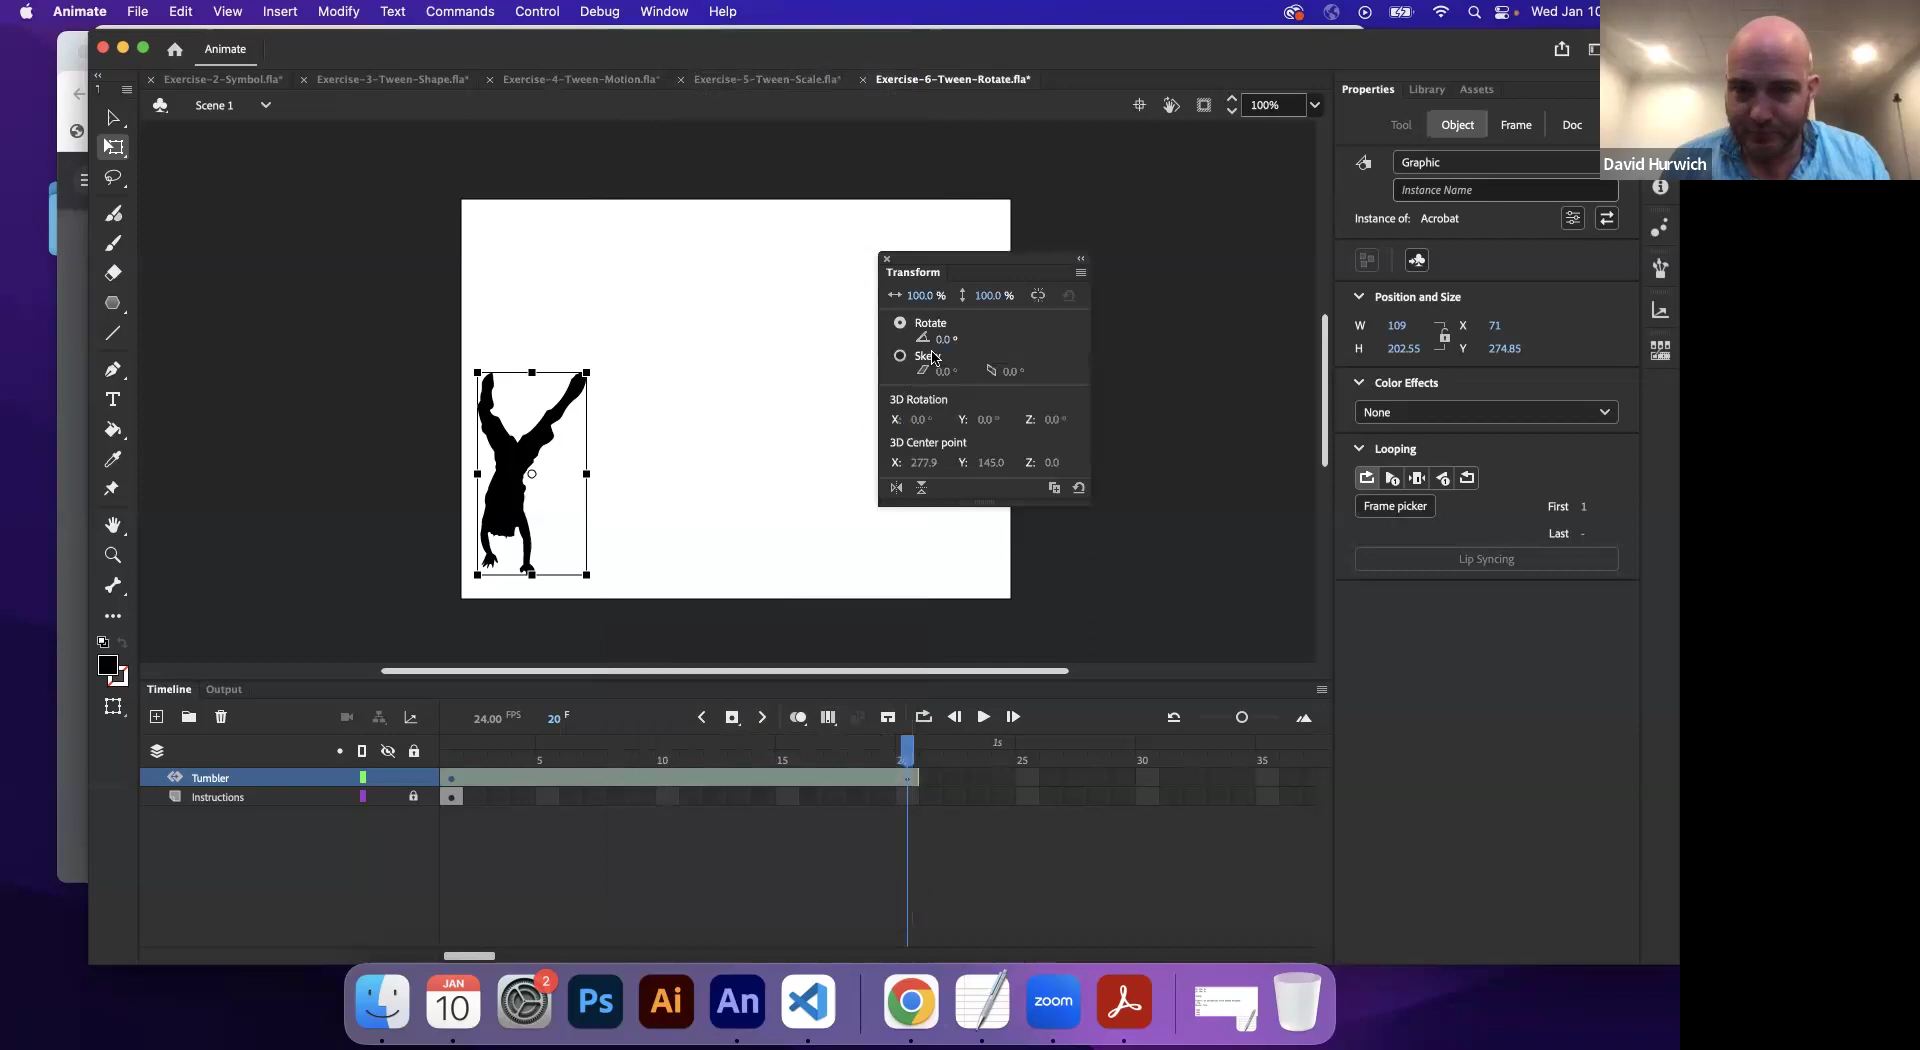 Animate File Edit View Insert Modify Text Commands Control Debug Window Help Wed Jan 10
Animate
Exercise-2-Symbol.fla* Exercise-3-Tween-Shape.fla* Exercise-4-Tween-Motion.fla* Exercise-5-Tween-Scale.fla* Exercise-6-Tween-Rotate.fla*
Scene 1 100%
Properties Library Assets
Tool Object Frame Doc
Graphic
Instance Name
Instance of: Acrobat
Position and Size
W 109 X 71
H 202.55 Y 274.85
Color Effects
None
Looping
Frame picker First 1
Last -
Lip Syncing
David Hurwich
Transform
100.0 % 100.0 %
Rotate
0.0 °
0.0 ° 0.0 °
3D Rotation
X: 0.0 ° Y: 0.0 ° Z: 0.0 °
3D Center point
X: 277.9 Y: 145.0 Z: 0.0
Timeline Output
24.00 FPS 20 F
1s
5 10 15 25 30 35
Tumbler
Instructions
JAN
10
2
Ps
Ai
An
zoom